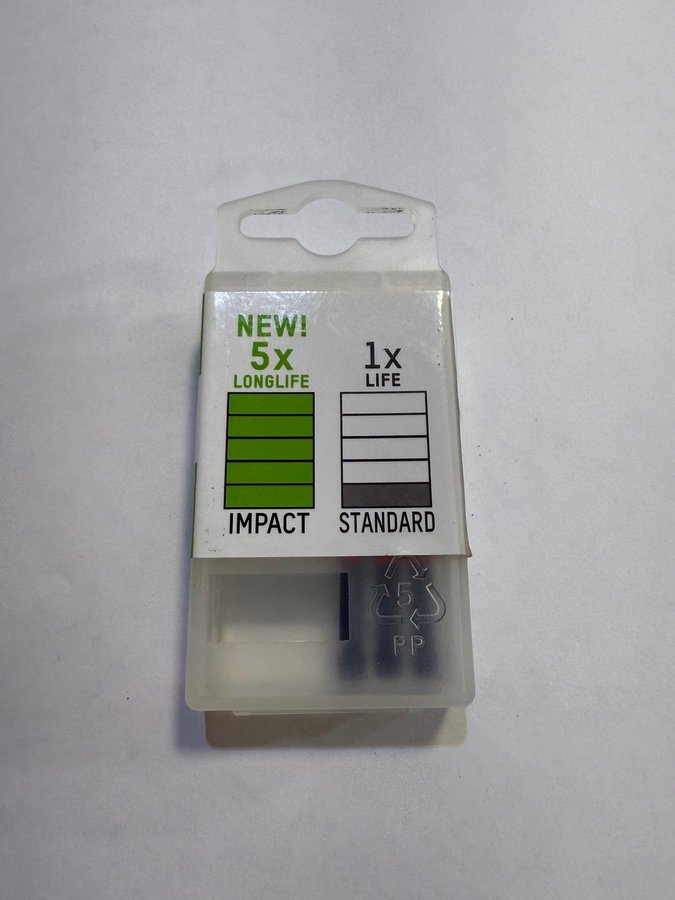 NEW!
5x
LONGLIFE
IMPACT
1x
LIFE
STANDARD
5
PP